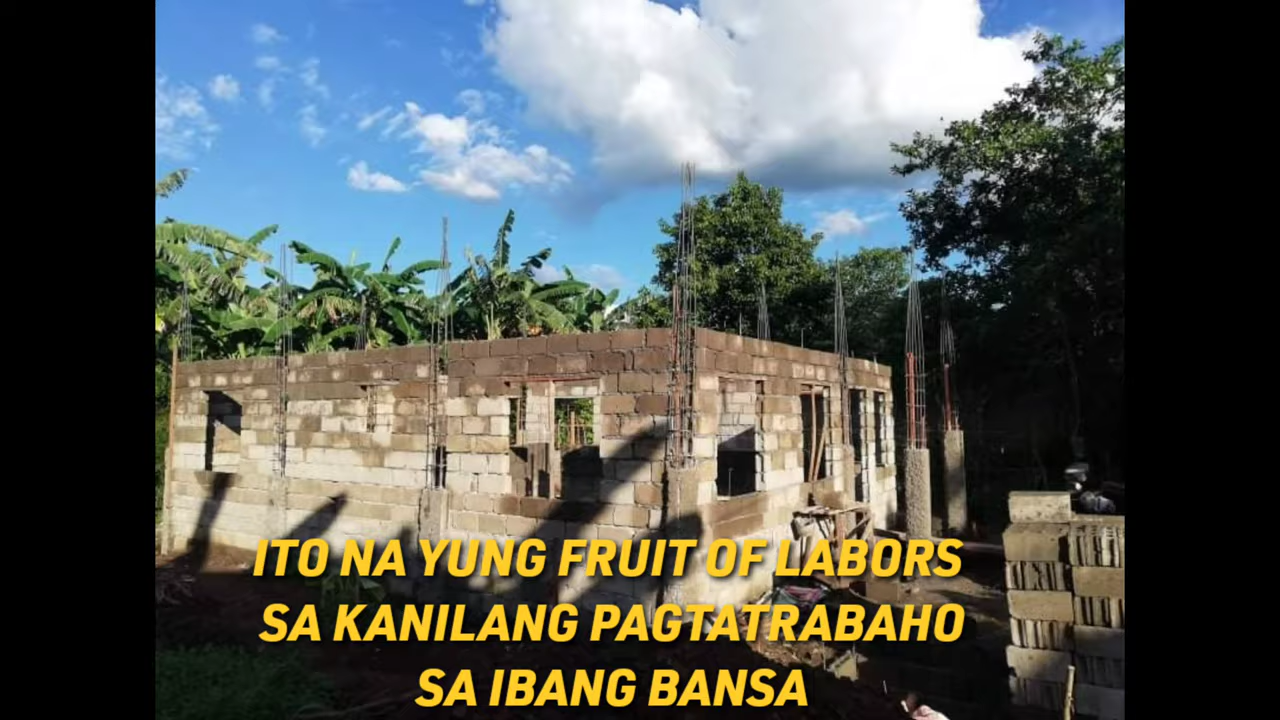 ITO NA YUNG FRUIT OF LABORS
SA KANILANG PAGTATRABAHO
SA IBANG BANSA